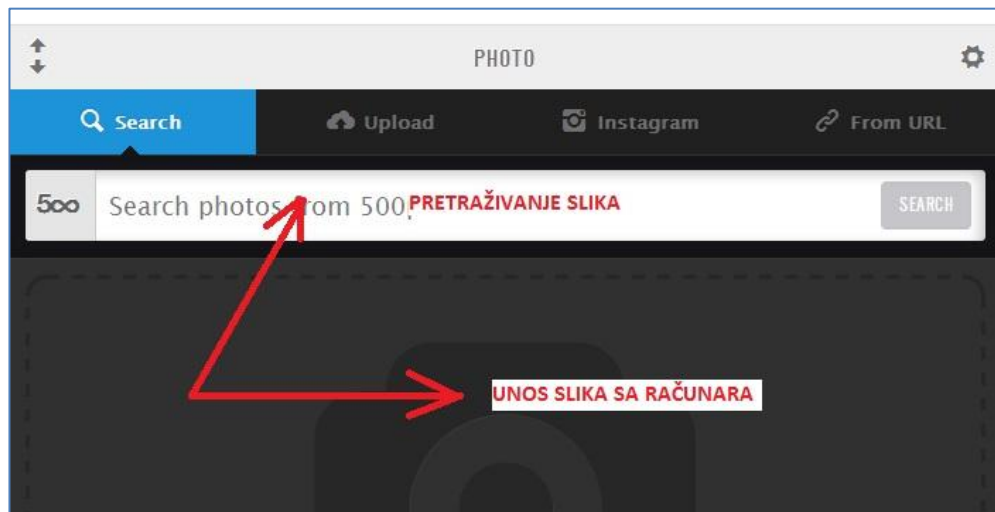 PHOTO
Search Upload Instagram From URL
500 Search photos from 500 PRETRAŽIVANJE SLIKA SEARCH
UNOS SLIKA SA RAČUNARA